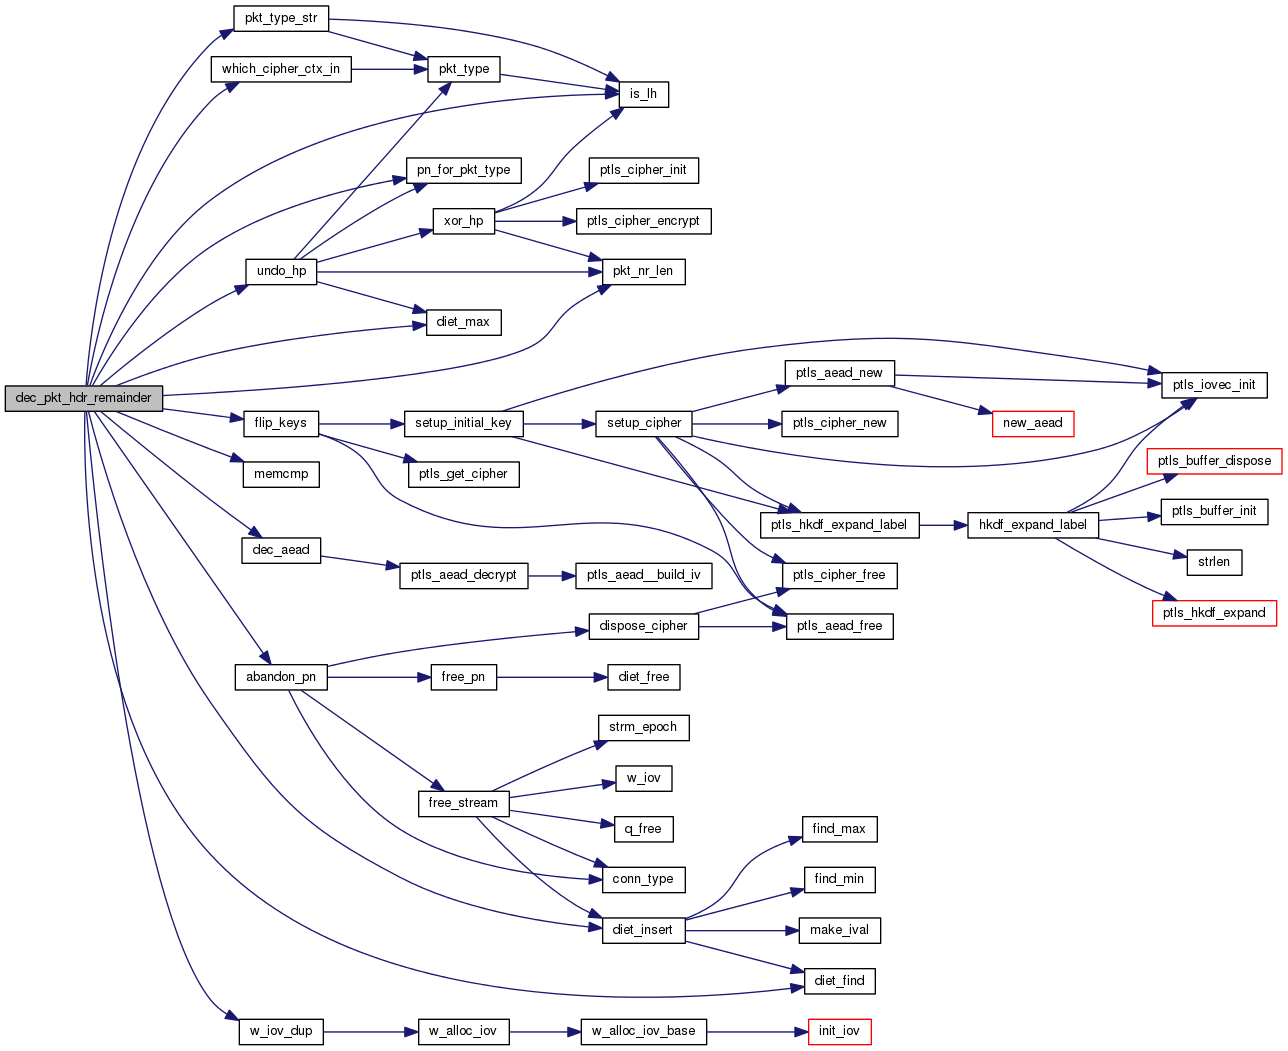 pkt_type_str
which_cipher_ctx_in
pkt_type
is_lh
pn_for_pkt_type
ptls_cipher_init
xor_hp
ptls_cipher_encrypt
undo_hp
pkt_nr_len
diet_max
dec_pkt_hdr_remainder
ptls_aead_new
ptls_iovec_init
flip_keys
setup_initial_key
setup_cipher
ptls_cipher_new
new_aead
memcmp
ptls_get_cipher
ptls_buffer_dispose
ptls_hkdf_expand_label
hkdf_expand_label
ptls_buffer_init
dec_aead
strlen
ptls_aead_decrypt
ptls_aead__build_iv
ptls_cipher_free
ptls_hkdf_expand
dispose_cipher
ptls_aead_free
abandon_pn
free_pn
diet_free
strm_epoch
w_iov
free_stream
q_free
find_max
conn_type
find_min
diet_insert
make_ival
diet_find
w_iov_dup
w_alloc_iov
w_alloc_iov_base
init_iov